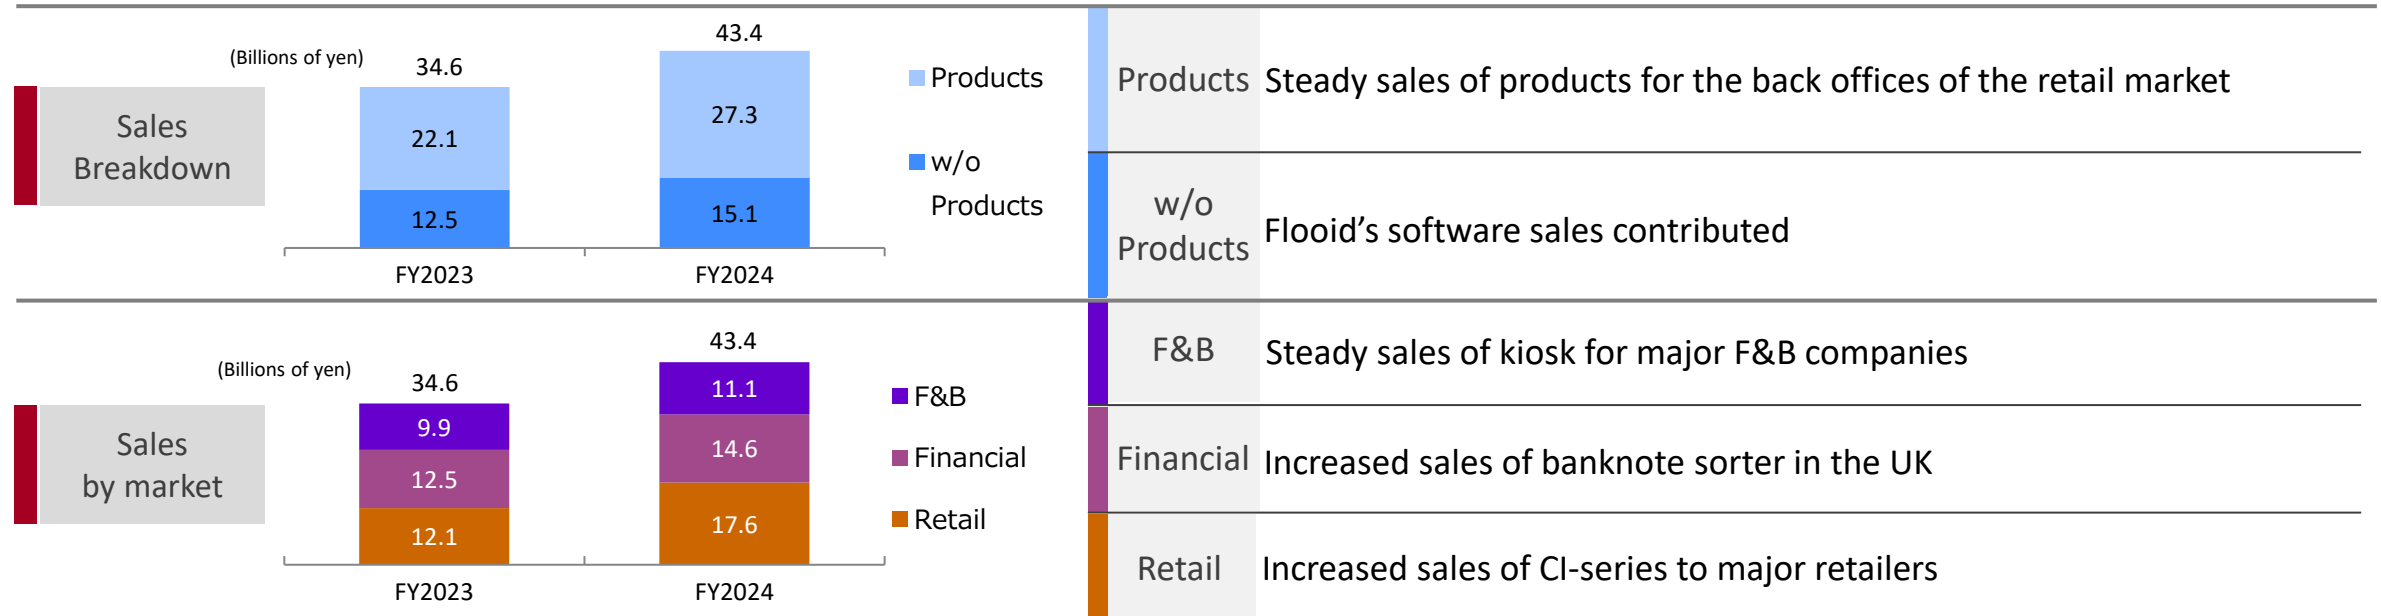 (Billions of yen)
34.6
43.4
Sales
Breakdown
22.1
27.3
12.5
15.1
FY2023
FY2024
Products
w/o
Products
Products
Steady sales of products for the back offices of the retail market
w/o
Products
Flooid’s software sales contributed
(Billions of yen)
34.6
43.4
Sales
by market
9.9
11.1
12.5
14.6
12.1
17.6
FY2023
FY2024
F&B
Financial
Retail
F&B
Steady sales of kiosk for major F&B companies
Financial
Increased sales of banknote sorter in the UK
Retail
Increased sales of CI-series to major retailers